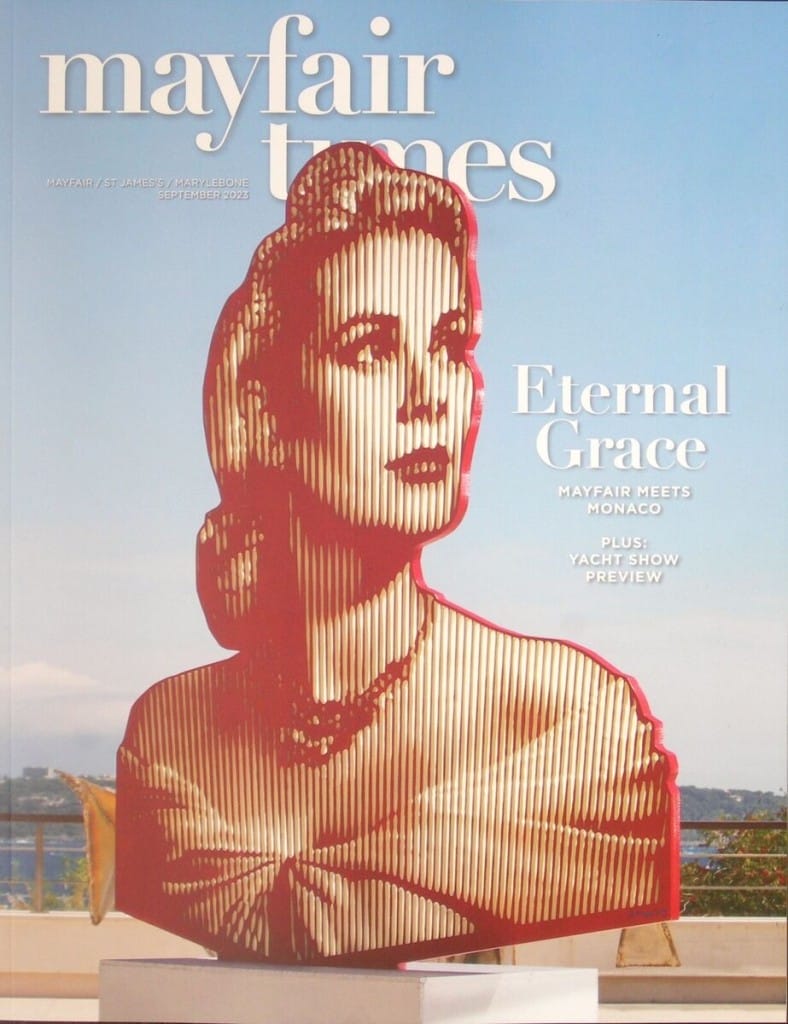 mayfair
times
MAYFAIR / ST JAMES'S / MARYLEBONE
SEPTEMBER 2023
Eternal
Grace
MAYFAIR MEETS
MONACO
PLUS:
YACHT SHOW
PREVIEW